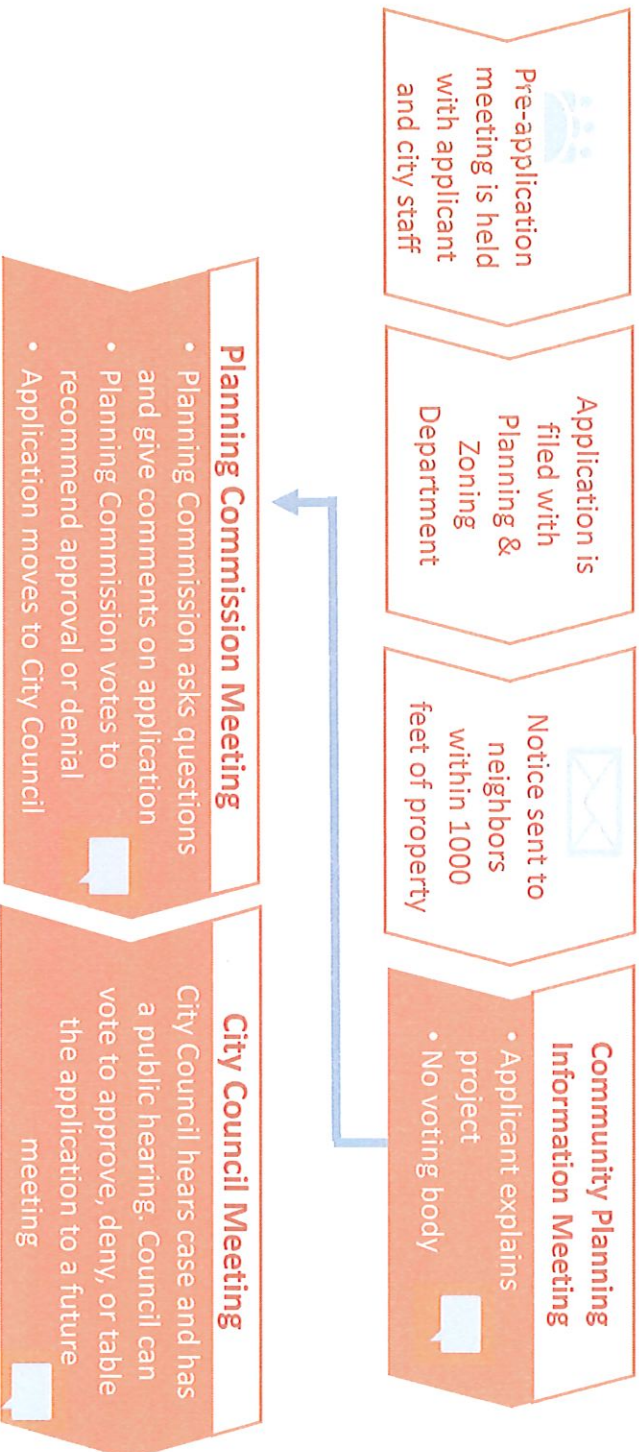 Pre-application
meeting is held
with applicant
and city staff
Application is
filed with
Planning &
Zoning
Department
Notice sent to
neighbors
within 1000
feet of property
Community Planning
Information Meeting
• Applicant explains
project
• No voting body
Planning Commission Meeting
• Planning Commission asks questions
and give comments on application
• Planning Commission votes to
recommend approval or denial
• Application moves to City Council
City Council Meeting
City Council hears case and has
a public hearing. Council can
vote to approve, deny, or table
the application to a future
meeting